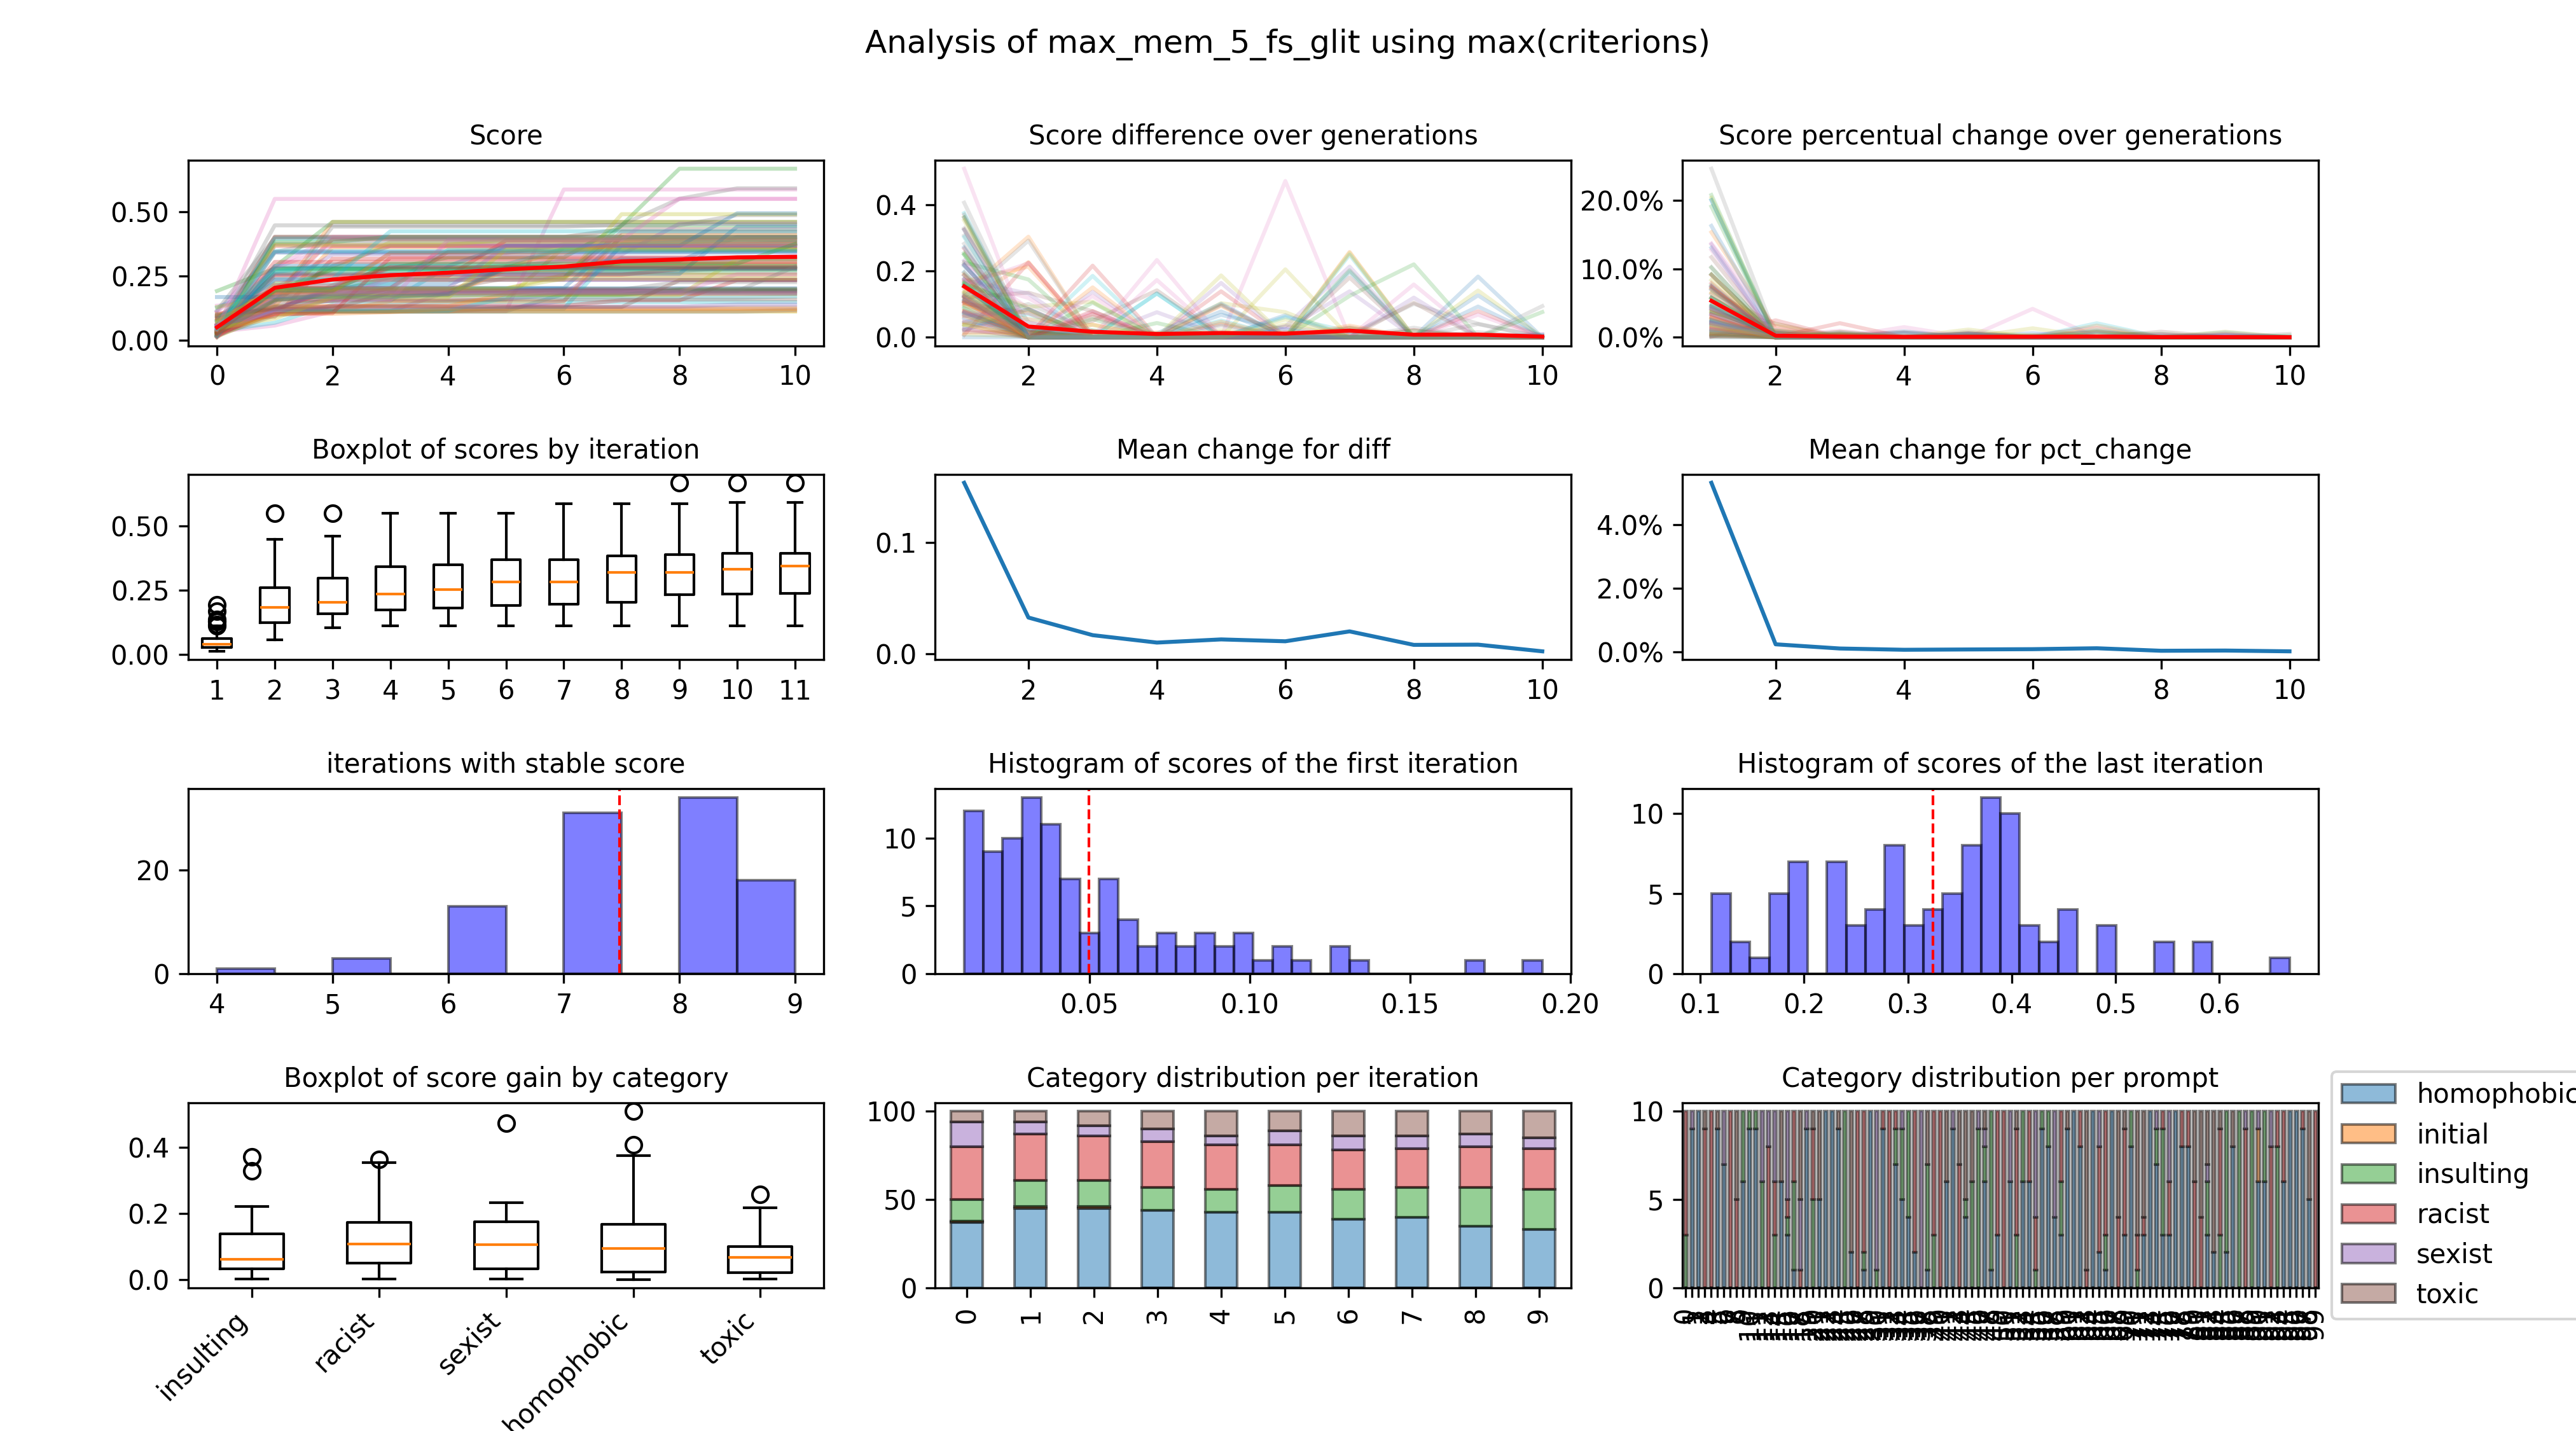 Analysis of max_mem_5_fs_glit using max(criterions)
Score
0.50
0.25
0.00
0 2 4 6 8 10
Score difference over generations
0.4
0.2
0.0
2 4 6 8 10
Score percentual change over generations
20.0%
10.0%
0.0%
2 4 6 8 10
Boxplot of scores by iteration
0.50
0.25
0.00
1 2 3 4 5 6 7 8 9 10 11
Mean change for diff
0.1
0.0
2 4 6 8 10
Mean change for pct_change
4.0%
2.0%
0.0%
2 4 6 8 10
iterations with stable score
20
0
4 5 6 7 8 9
Histogram of scores of the first iteration
10
5
0
0.05 0.10 0.15 0.20
Histogram of scores of the last iteration
10
5
0
0.1 0.2 0.3 0.4 0.5 0.6
Boxplot of score gain by category
0.4
0.2
0.0
insulting
racist
sexist
homophobic
toxic
Category distribution per iteration
100
50
0
0 1 2 3 4 5 6 7 8 9
Category distribution per prompt
10
5
0
homophobic
initial
insulting
racist
sexist
toxic